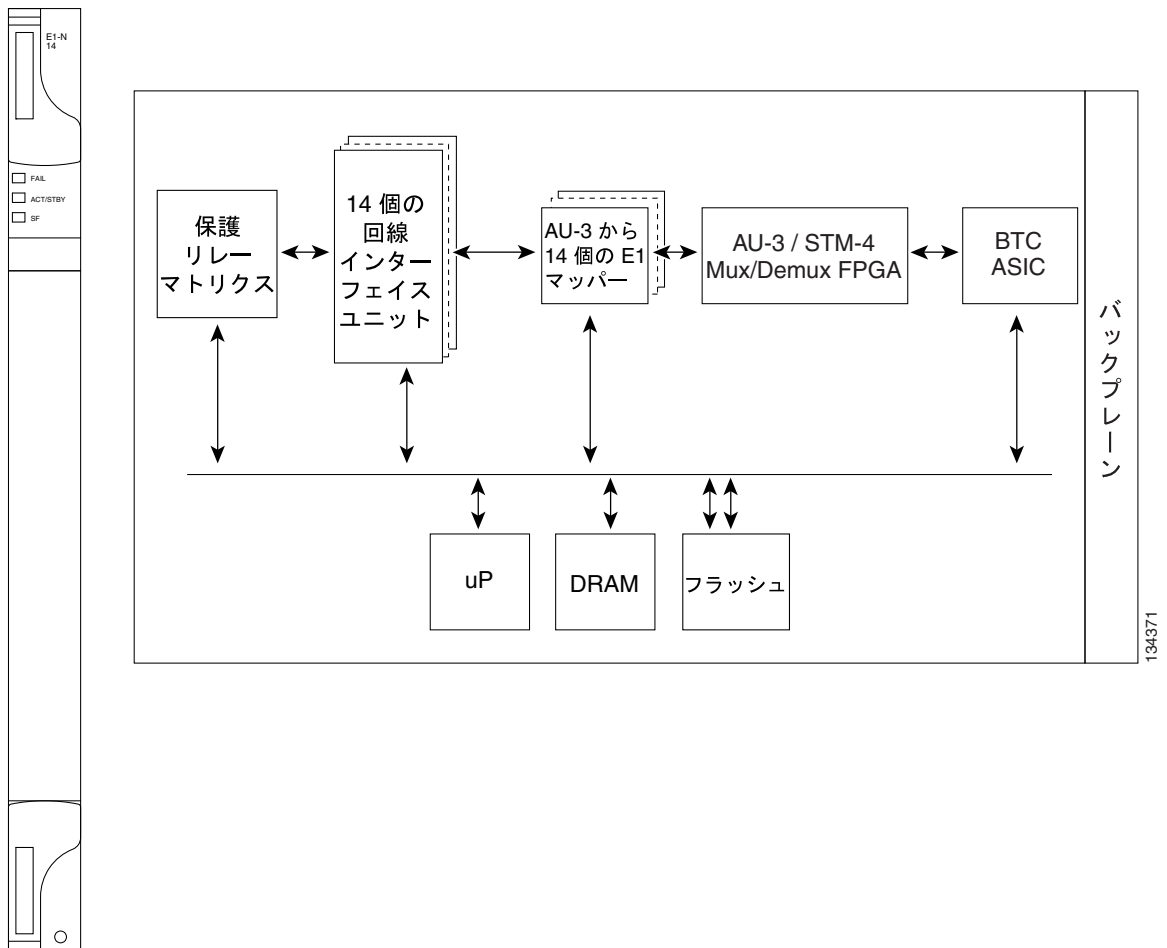 E1-N
14
FAIL
ACT/STBY
SF
保護
リレー
マトリクス
14 個の
回線
インター
フェイス
ユニット
AU-3 から
14 個の E1
マッパー
AU-3 / STM-4
Mux/Demux FPGA
BTC
ASIC
バックプレーン
uP
DRAM
フラッシュ
134371